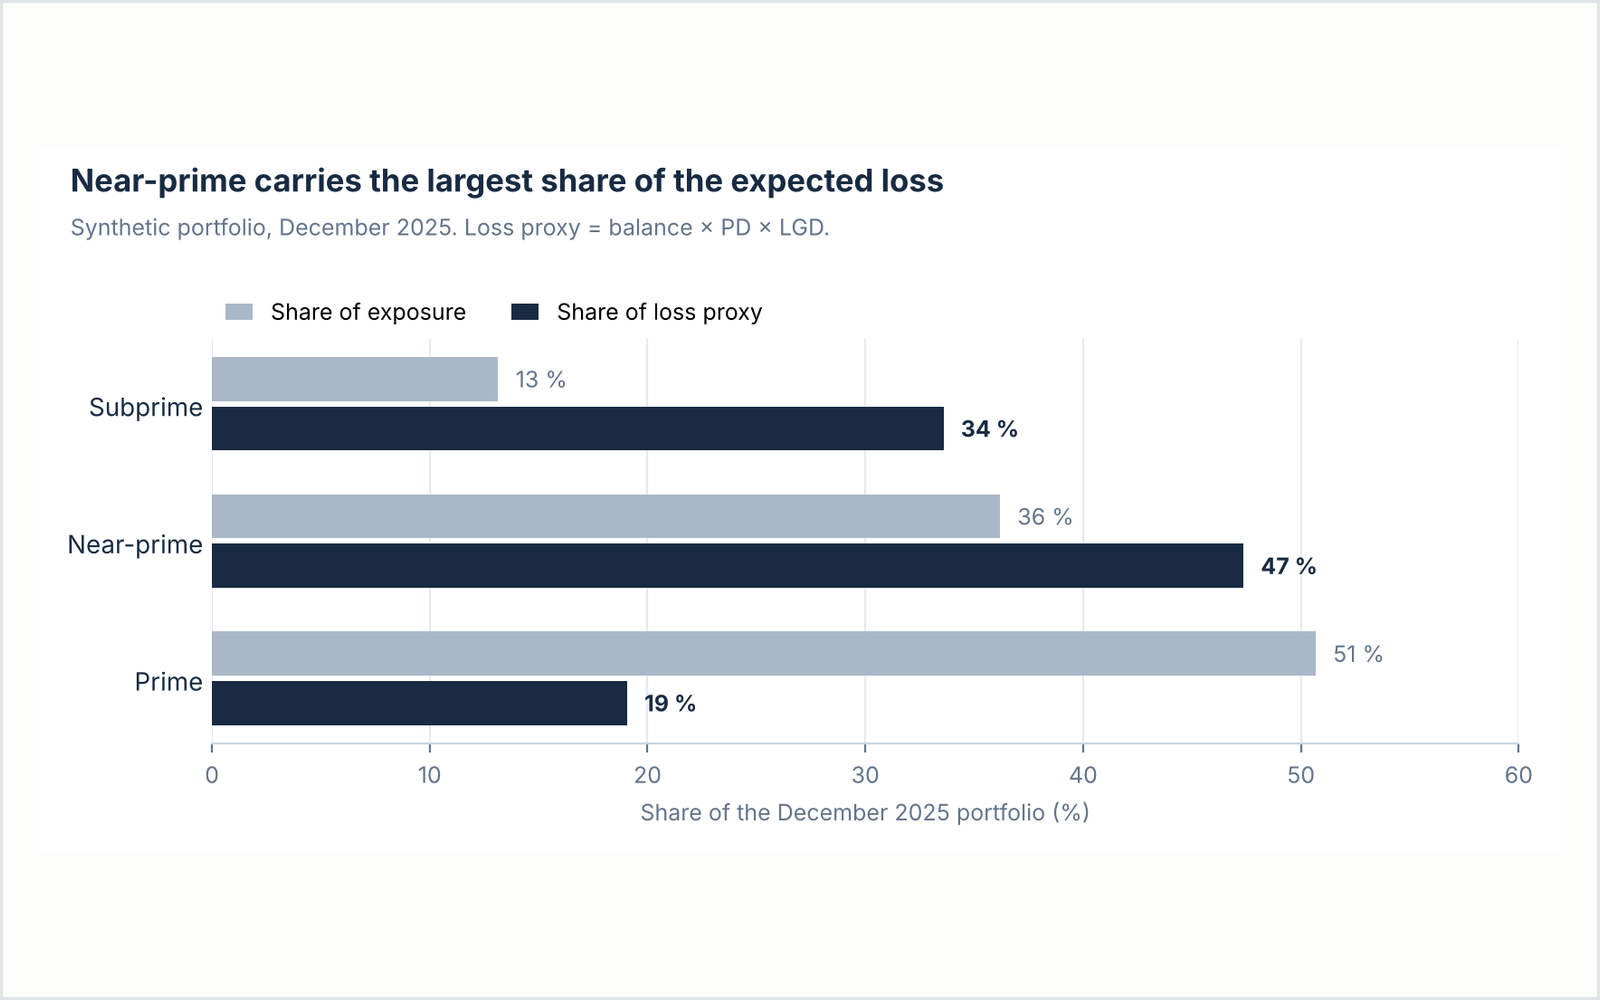 Near-prime carries the largest share of the expected loss
Synthetic portfolio, December 2025. Loss proxy = balance × PD × LGD.
Share of exposure
Share of loss proxy
Subprime
13 %
34 %
Near-prime
36 %
47 %
Prime
51 %
19 %
0 10 20 30 40 50 60
Share of the December 2025 portfolio (%)